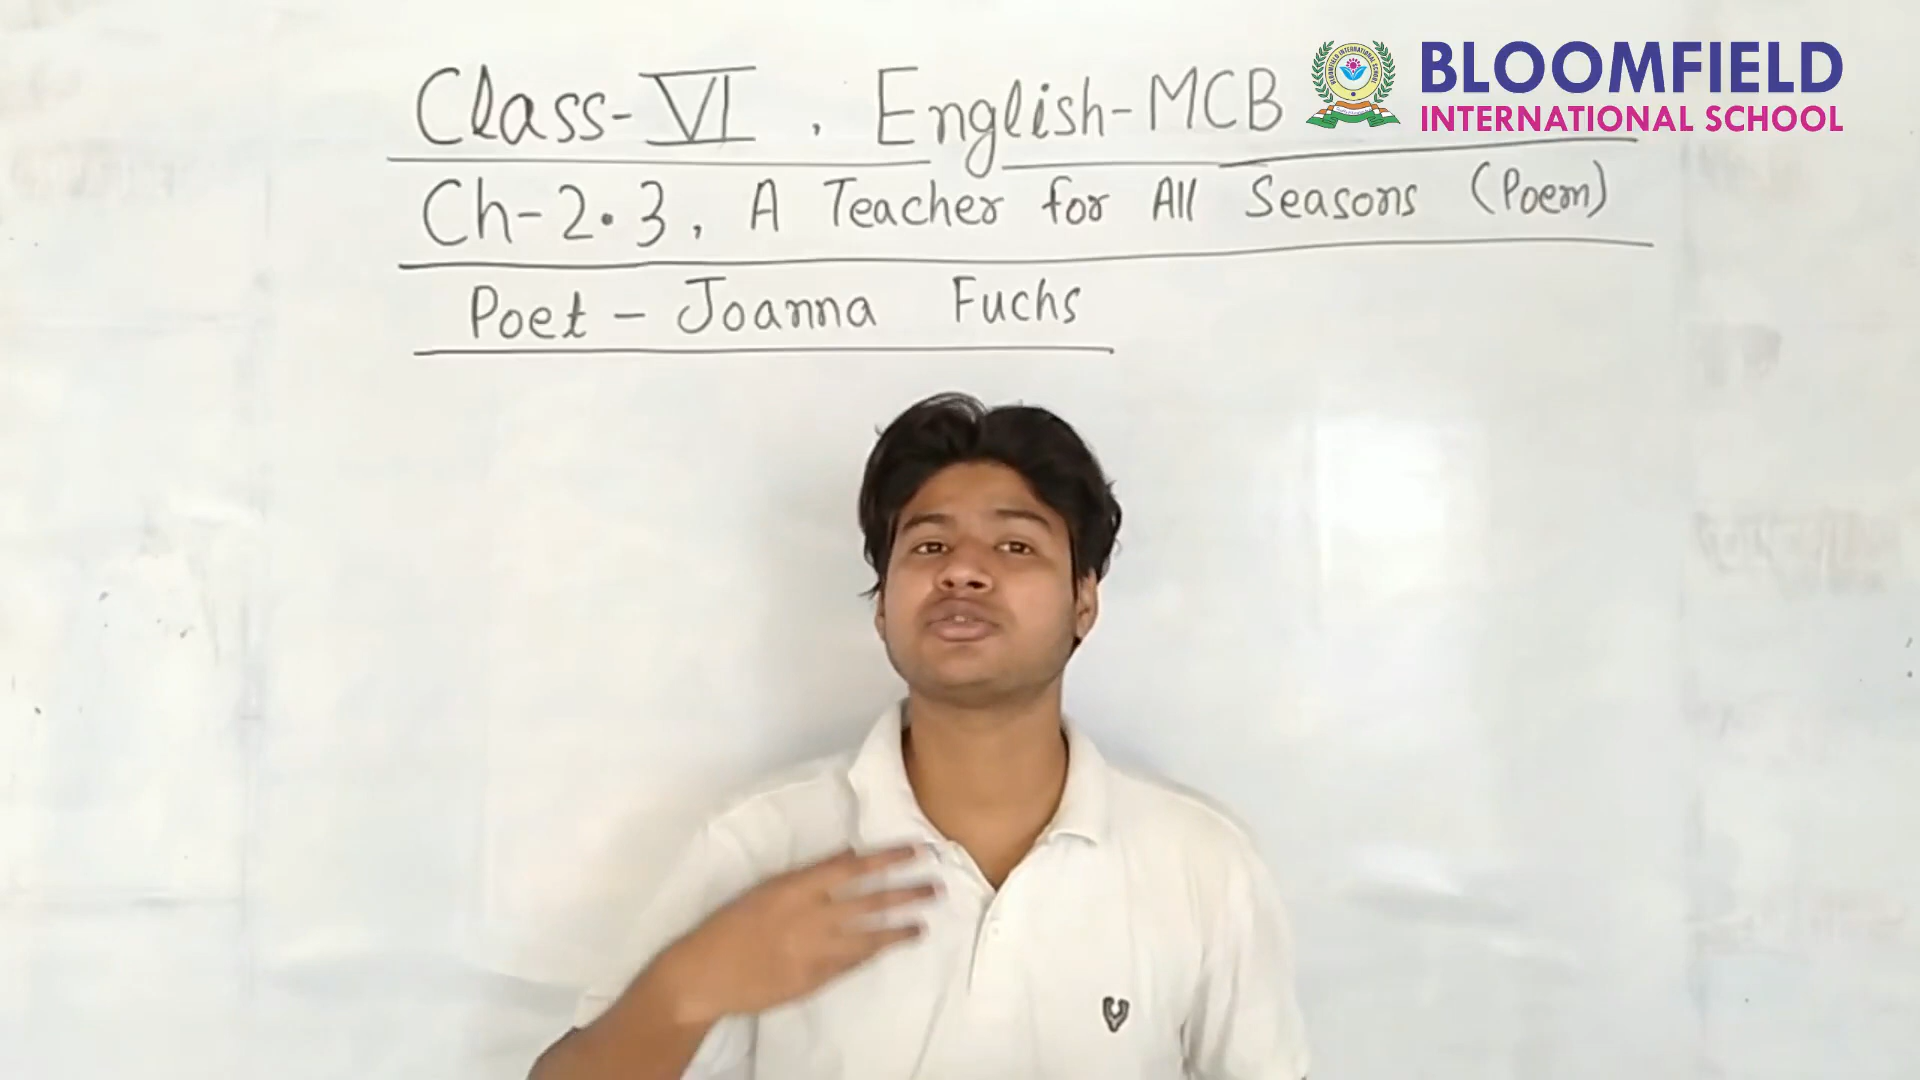 Class-VI, English-MCB
BLOOMFIELD
INTERNATIONAL SCHOOL
Ch-2.3, A Teacher for All Seasons (Poem)
Poet - Joanna Fuchs